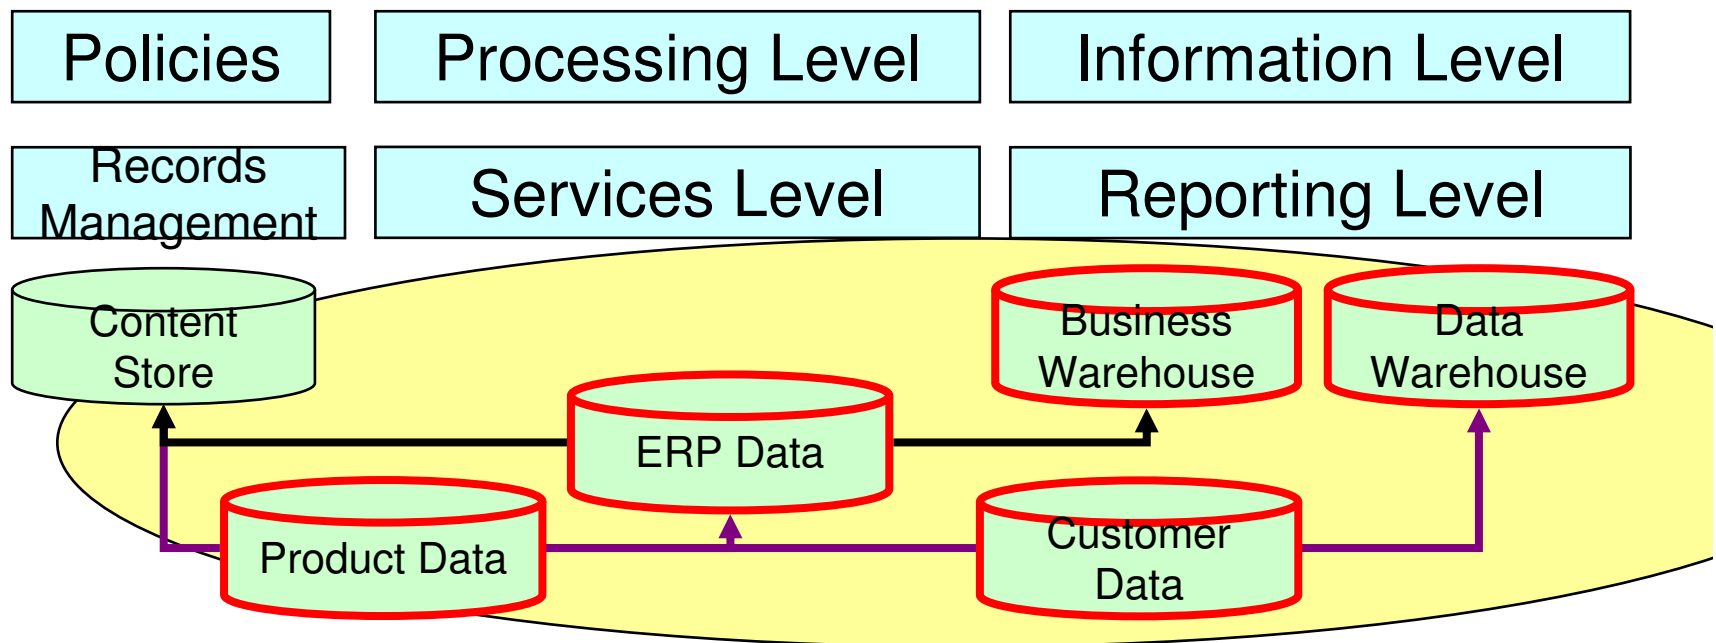 Policies
Processing Level
Information Level
Records
Management
Services Level
Reporting Level
Content
Store
Business
Warehouse
Data
Warehouse
ERP Data
Product Data
Customer
Data